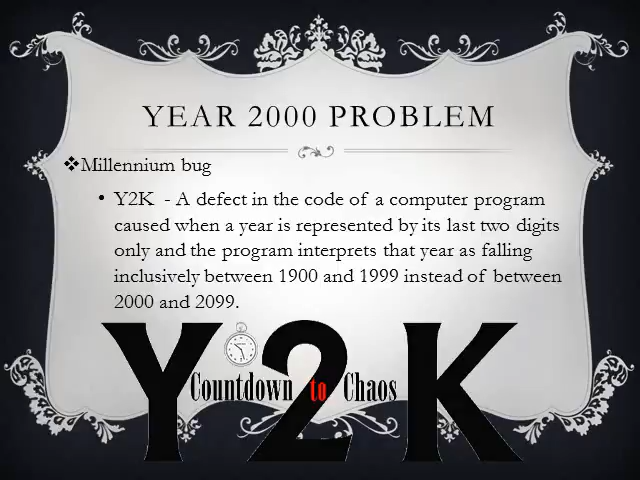 YEAR 2000 PROBLEM
❖Millennium bug
• Y2K - A defect in the code of a computer program
caused when a year is represented by its last two digits
only and the program interprets that year as falling
inclusively between 1900 and 1999 instead of between
2000 and 2099.
Y2K
Countdown to Chaos